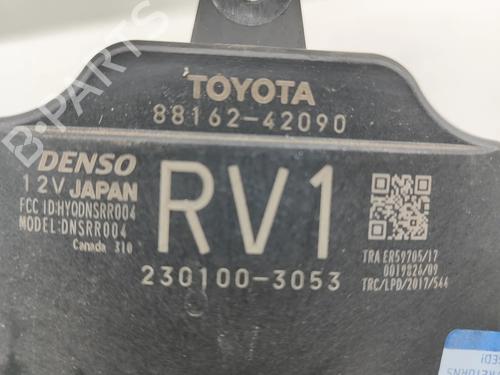 TOYOTA
88162-42090
DENSO
12V JAPAN
FCC ID:HYQDNSRR004
MODEL:DNSRR004
Canada 310
RV1
230100-3053
TRA ER59705/17
0019826/09
TRC/LPD/2017/544
B-PARTS
RETURNS